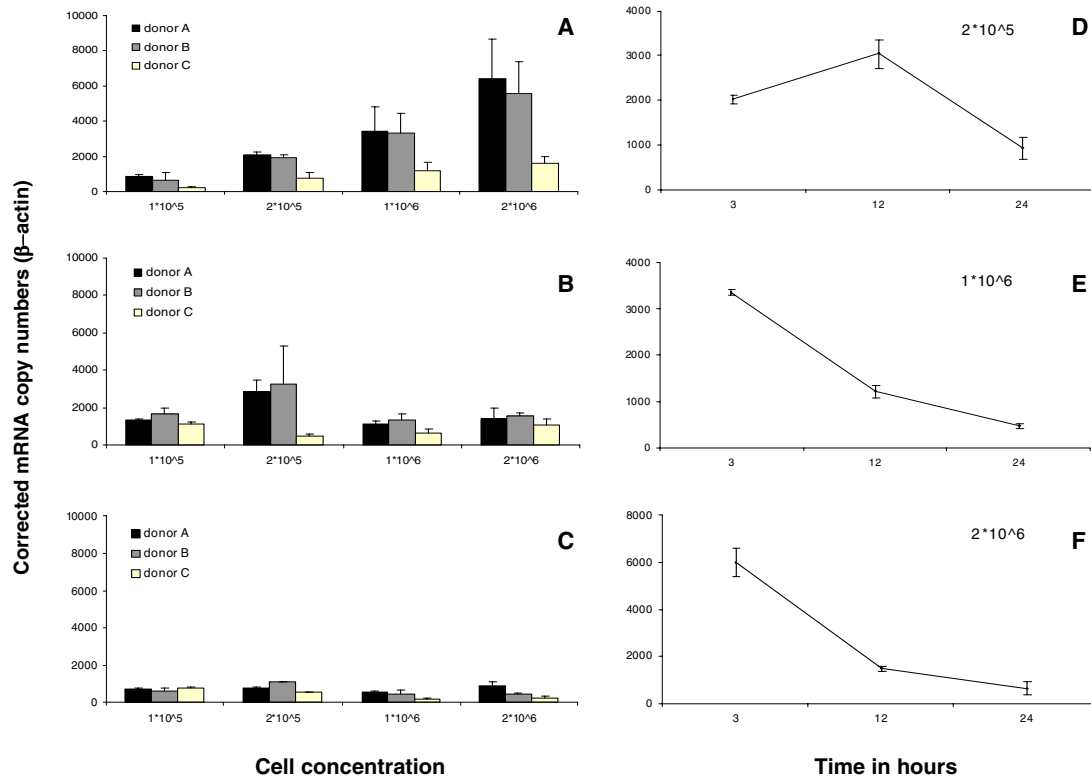 Corrected mRNA copy numbers (β–actin)
A
donor A
donor B
donor C
10000
8000
6000
4000
2000
0
1*10^5 2*10^5 1*10^6 2*10^6
B
donor A
donor B
donor C
10000
8000
6000
4000
2000
0
1*10^5 2*10^5 1*10^6 2*10^6
C
donor A
donor B
donor C
10000
8000
6000
4000
2000
0
1*10^5 2*10^5 1*10^6 2*10^6
Cell concentration
D
2*10^5
4000
3000
2000
1000
0
3 12 24
E
1*10^6
4000
3000
2000
1000
0
3 12 24
F
2*10^6
8000
6000
4000
2000
0
3 12 24
Time in hours